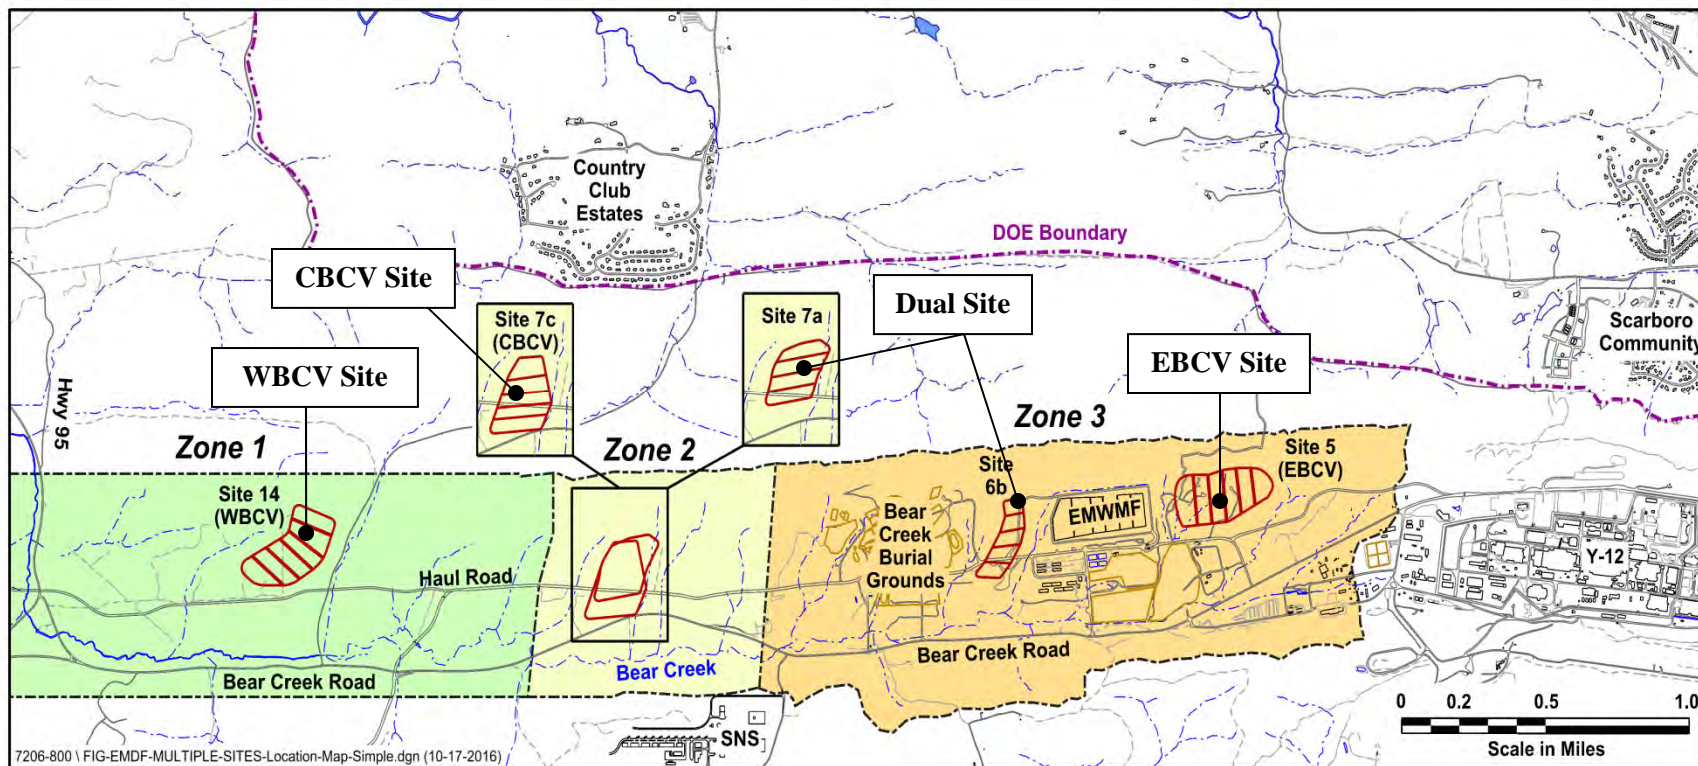 Country
Club
Estates
DOE Boundary
CBCV Site
Dual Site
Scarboro
Community
Site 7c
(CBCV)
Site 7a
WBCV Site
EBCV Site
Hwy 95
Zone 1
Zone 2
Zone 3
Site 5
(EBCV)
Site
6b
Site 14
(WBCV)
EMWMF
Bear
Creek
Burial
Grounds
Y-12
Haul Road
Bear Creek Road
Bear Creek
Bear Creek Road
SNS
0 0.2 0.5 1.0
Scale in Miles
7206-800 \ FIG-EMDF-MULTIPLE-SITES-Location-Map-Simple.dgn (10-17-2016)